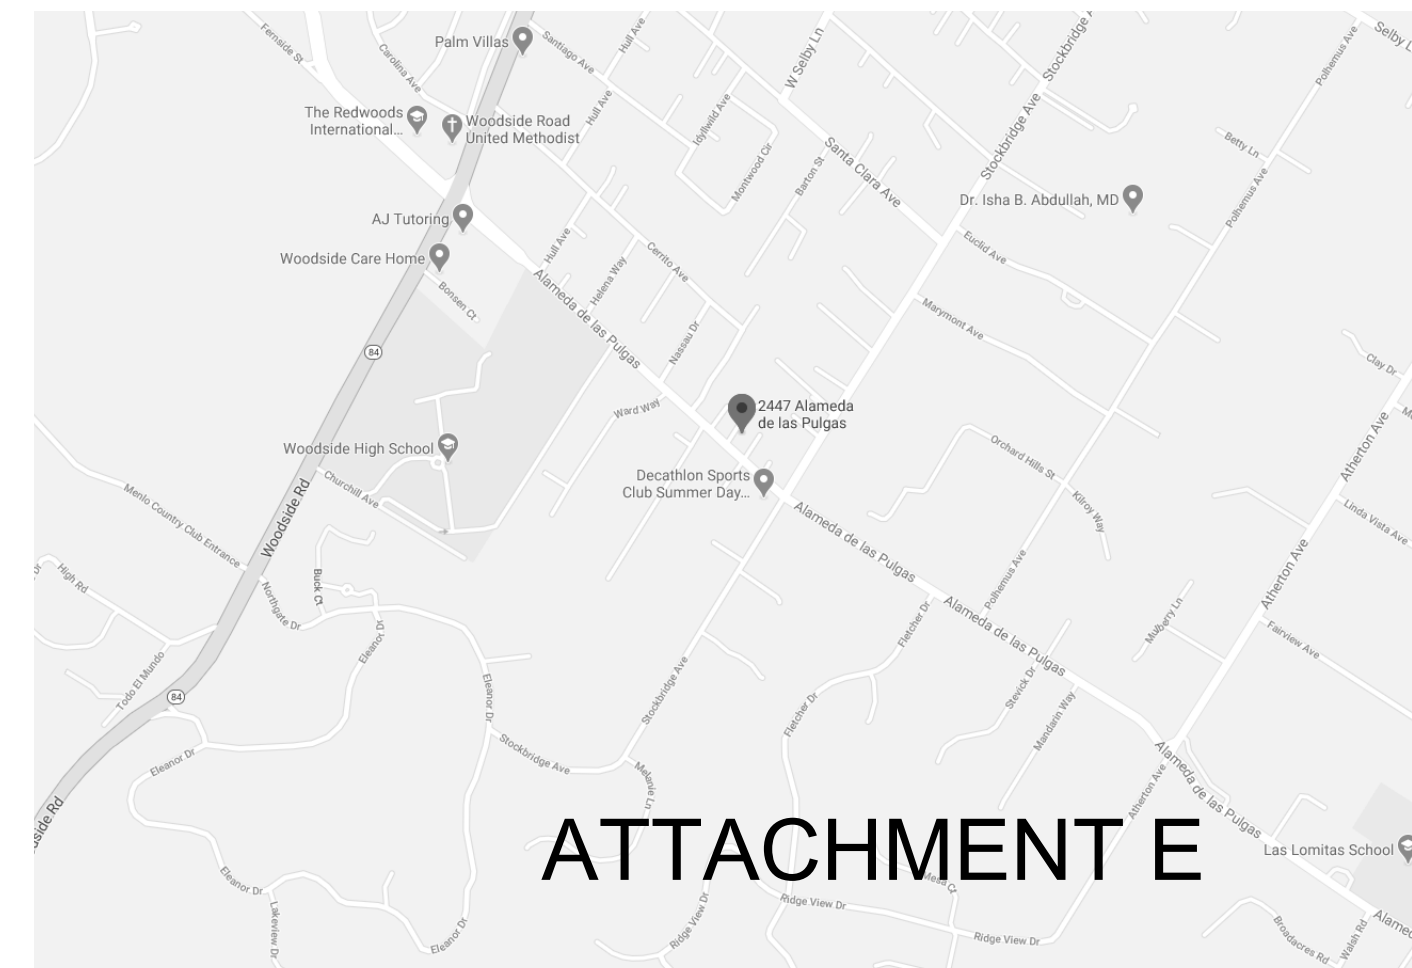 Palm Villas
Fernside St
Carolina Ave
Santiago Ave
Hull Ave
W Selby Ln
Stockbridge A
Polhemus Ave
Selby L
The Redwoods
International...
Woodside Road
United Methodist
Hull Ave
Idyllwild Ave
Montwood Cir
Barton St
Santa Clara Ave
Stockbridge Ave
Betty Ln
Polhemus Ave
Dr. Isha B. Abdullah, MD
AJ Tutoring
Woodside Care Home
Bonsen Ct
Hull Ave
Helena Way
Cerrito Ave
Euclid Ave
Alameda de las Pulgas
Nassau Dr
Marymont Ave
84
Clay Dr
2447 Alameda
de las Pulgas
Ward Way
Woodside High School
Decathlon Sports
Club Summer Day...
Orchard Hills St
Kilroy Way
Atherton Ave
Linda Vista Ave
Churchill Ave
Menlo Country Club Entrance
Woodside Rd
Alameda de las Pulgas
High Rd
Dr
Northgate Dr
Buck Ct
Eleanor Dr
Polhemus Ave
Fletcher Dr
Alameda de las Pulgas
Atherton Ave
Mulberry Ln
Fairview Ave
Todo El Mundo
84
Eleanor Dr
Stockbridge Ave
Stevick Dr
Mandarin Way
Fletcher Dr
Eleanor Dr
Stockbridge Ave
Melanie Ln
Atherton Ave
Alameda de las Pulgas
dside Rd
ATTACHMENT E
Las Lomitas School
Eleanor Dr
Lakeview Dr
Eleanor Dr
Ridge View Dr
Ridge View Dr
Mesa Ct
Ridge View Dr
Broadacres Rd
Walsh Rd
Alamed